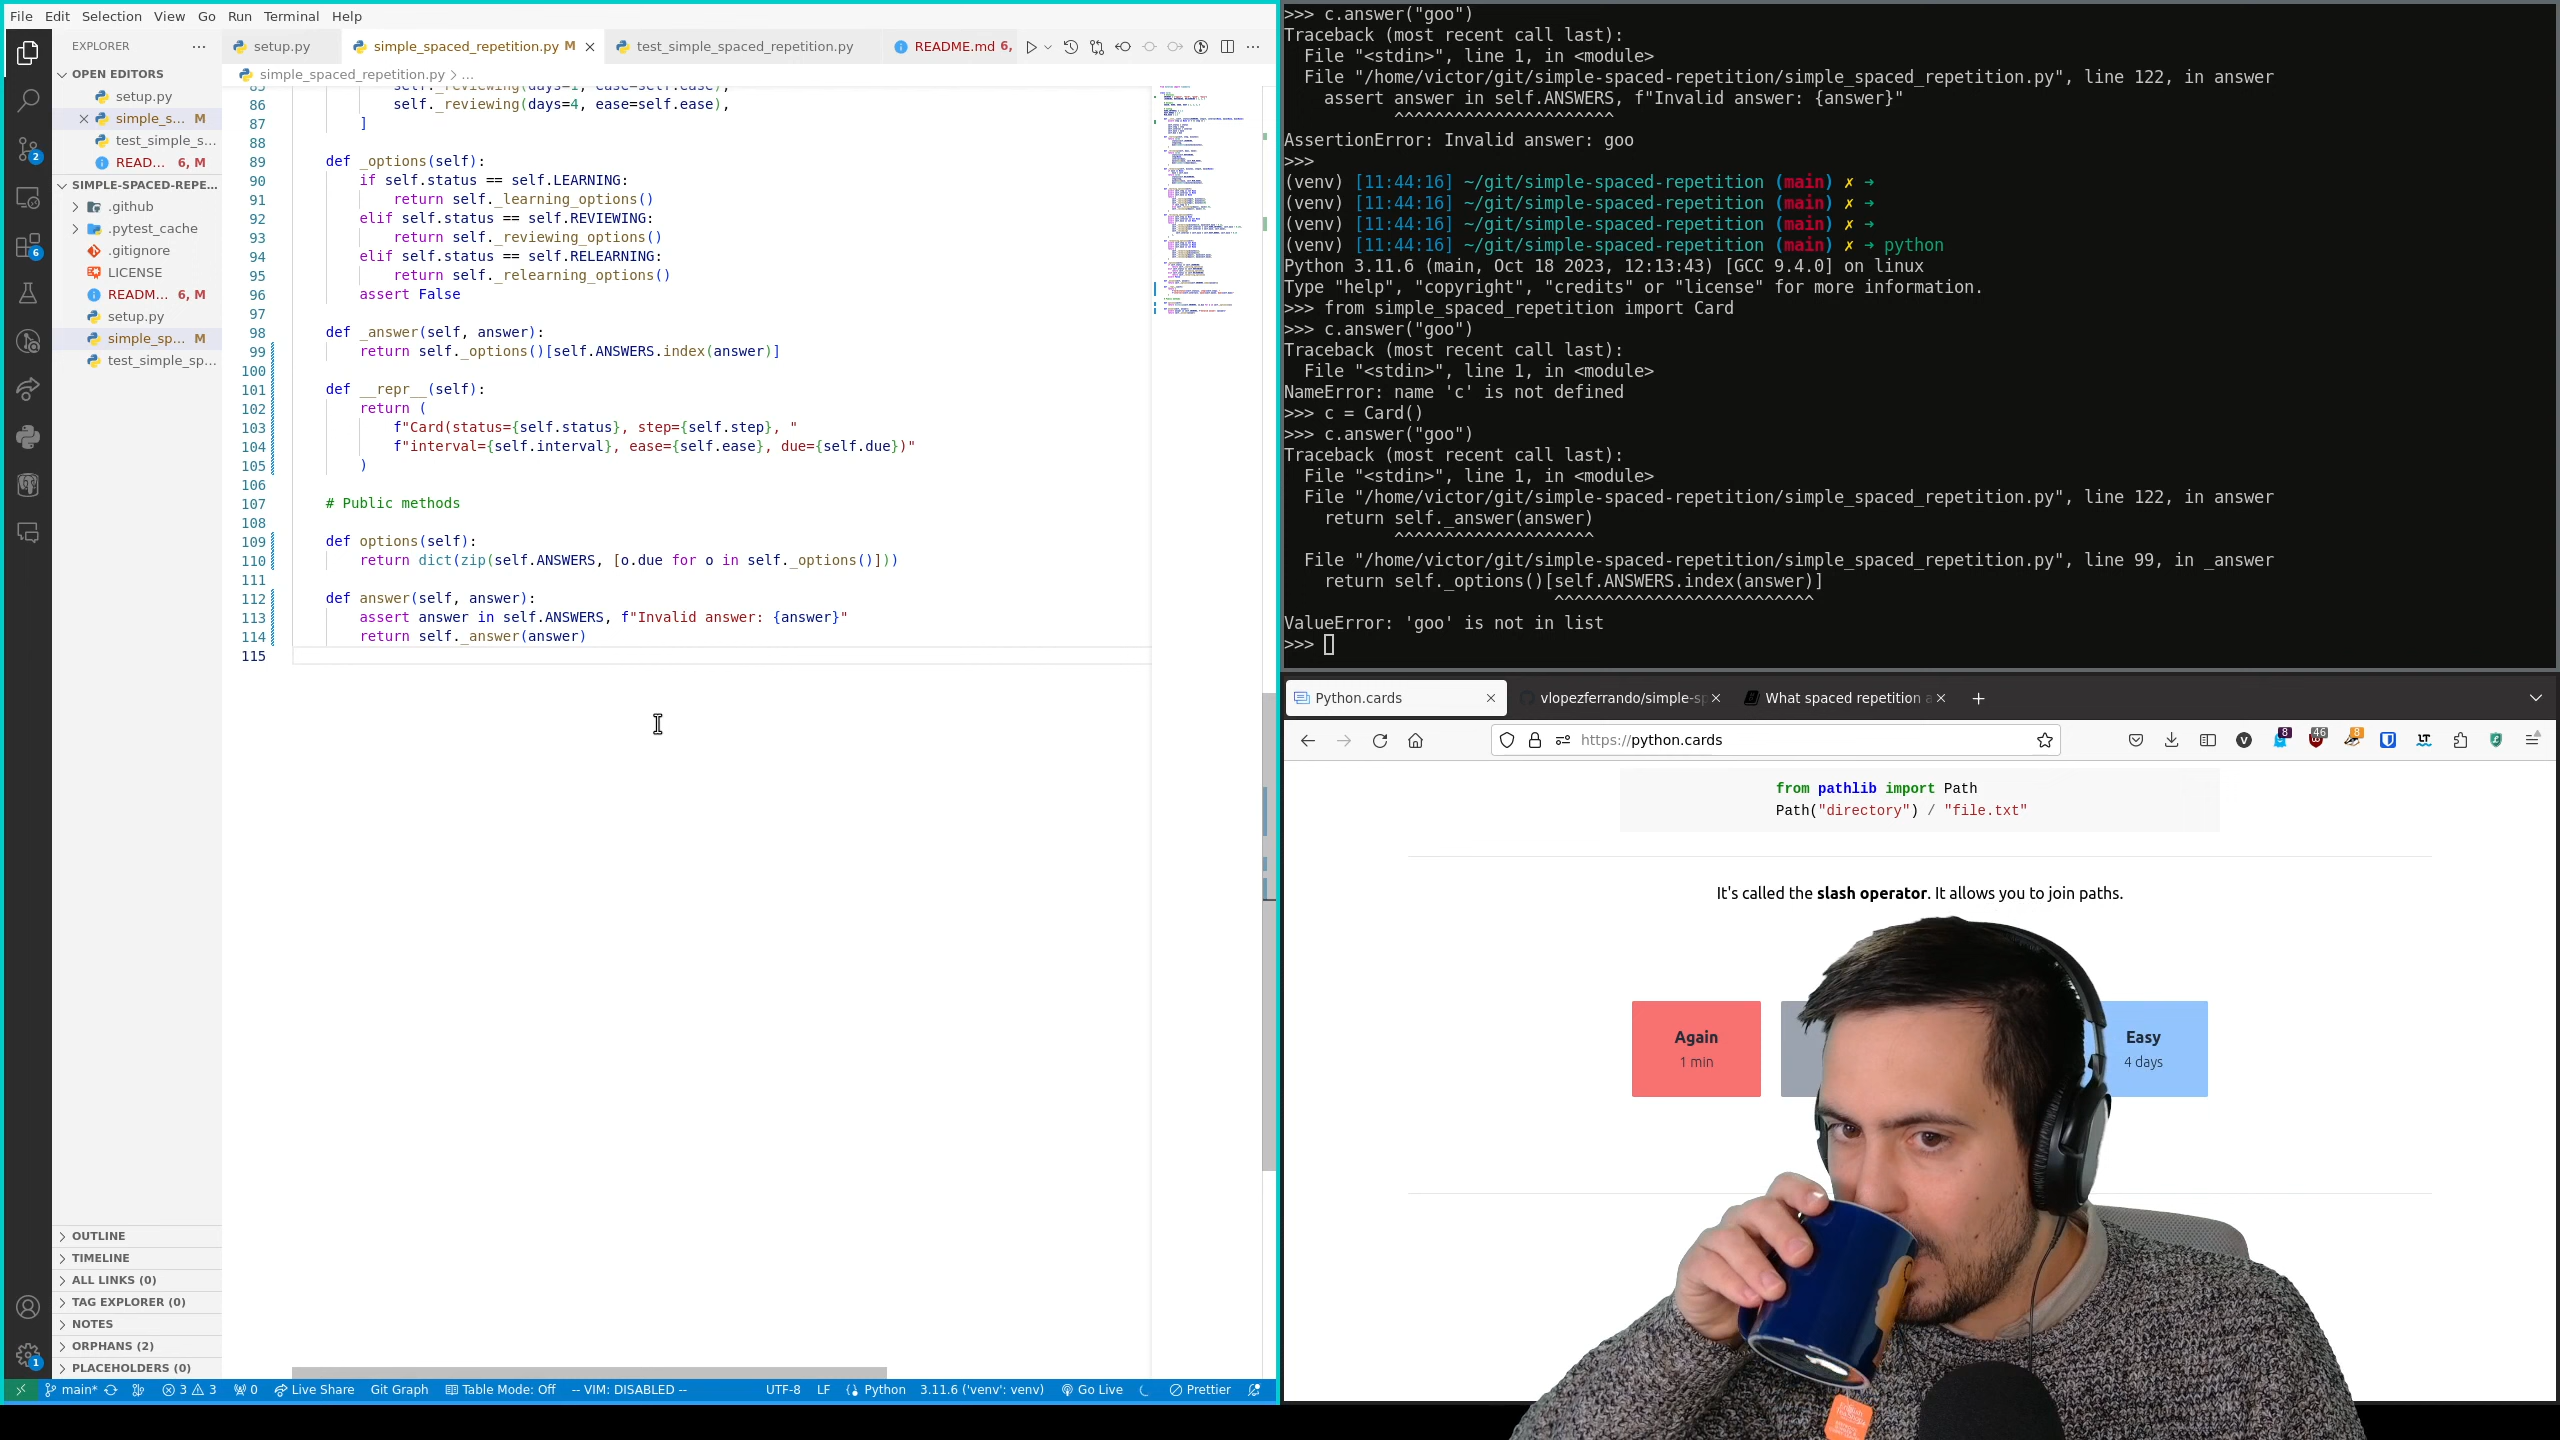 File Edit Selection View Go Run Terminal Help
EXPLORER
OPEN EDITORS
setup.py
simple_s... M
test_simple_s...
READ... 6, M
SIMPLE-SPACED-REPE...
.github
.pytest_cache
.gitignore
LICENSE
READM... 6, M
setup.py
simple_sp... M
test_simple_sp...
OUTLINE
TIMELINE
ALL LINKS (0)
TAG EXPLORER (0)
NOTES
ORPHANS (2)
PLACEHOLDERS (0)
2
6
1
setup.py simple_spaced_repetition.py M test_simple_spaced_repetition.py README.md 6,
simple_spaced_repetition.py > ...
85 self._reviewing(days=1, ease=self.ease),
86 self._reviewing(days=4, ease=self.ease),
87 ]
88
89 def _options(self):
90 if self.status == self.LEARNING:
91 return self._learning_options()
92 elif self.status == self.REVIEWING:
93 return self._reviewing_options()
94 elif self.status == self.RELEARNING:
95 return self._relearning_options()
96 assert False
97
98 def _answer(self, answer):
99 return self._options()[self.ANSWERS.index(answer)]
100
101 def __repr__(self):
102 return (
103 f"Card(status={self.status}, step={self.step}, "
104 f"interval={self.interval}, ease={self.ease}, due={self.due})"
105 )
106
107 # Public methods
108
109 def options(self):
110 return dict(zip(self.ANSWERS, [o.due for o in self._options()]))
111
112 def answer(self, answer):
113 assert answer in self.ANSWERS, f"Invalid answer: {answer}"
114 return self._answer(answer)
115
main* 3 3 0 Live Share Git Graph Table Mode: Off -- VIM: DISABLED -- UTF-8 LF Python 3.11.6 ('venv': venv) Go Live Prettier
>>> c.answer("goo")
Traceback (most recent call last):
File "<stdin>", line 1, in <module>
File "/home/victor/git/simple-spaced-repetition/simple_spaced_repetition.py", line 122, in answer
assert answer in self.ANSWERS, f"Invalid answer: {answer}"
^^^^^^^^^^^^^^^^^^^^^^
AssertionError: Invalid answer: goo
>>>
(venv) [11:44:16] ~/git/simple-spaced-repetition (main) ✗ ➜
(venv) [11:44:16] ~/git/simple-spaced-repetition (main) ✗ ➜
(venv) [11:44:16] ~/git/simple-spaced-repetition (main) ✗ ➜
(venv) [11:44:16] ~/git/simple-spaced-repetition (main) ✗ ➜ python
Python 3.11.6 (main, Oct 18 2023, 12:13:43) [GCC 9.4.0] on linux
Type "help", "copyright", "credits" or "license" for more information.
>>> from simple_spaced_repetition import Card
>>> c.answer("goo")
Traceback (most recent call last):
File "<stdin>", line 1, in <module>
NameError: name 'c' is not defined
>>> c = Card()
>>> c.answer("goo")
Traceback (most recent call last):
File "<stdin>", line 1, in <module>
File "/home/victor/git/simple-spaced-repetition/simple_spaced_repetition.py", line 122, in answer
return self._answer(answer)
^^^^^^^^^^^^^^^^^^^^
File "/home/victor/git/simple-spaced-repetition/simple_spaced_repetition.py", line 99, in _answer
return self._options()[self.ANSWERS.index(answer)]
^^^^^^^^^^^^^^^^^^^^^^^^^^
ValueError: 'goo' is not in list
>>>
Python.cards vlopezferrando/simple-sp What spaced repetition a
https://python.cards 8 46 8
from pathlib import Path
Path("directory") / "file.txt"
It's called the slash operator. It allows you to join paths.
Again Easy
1 min 4 days